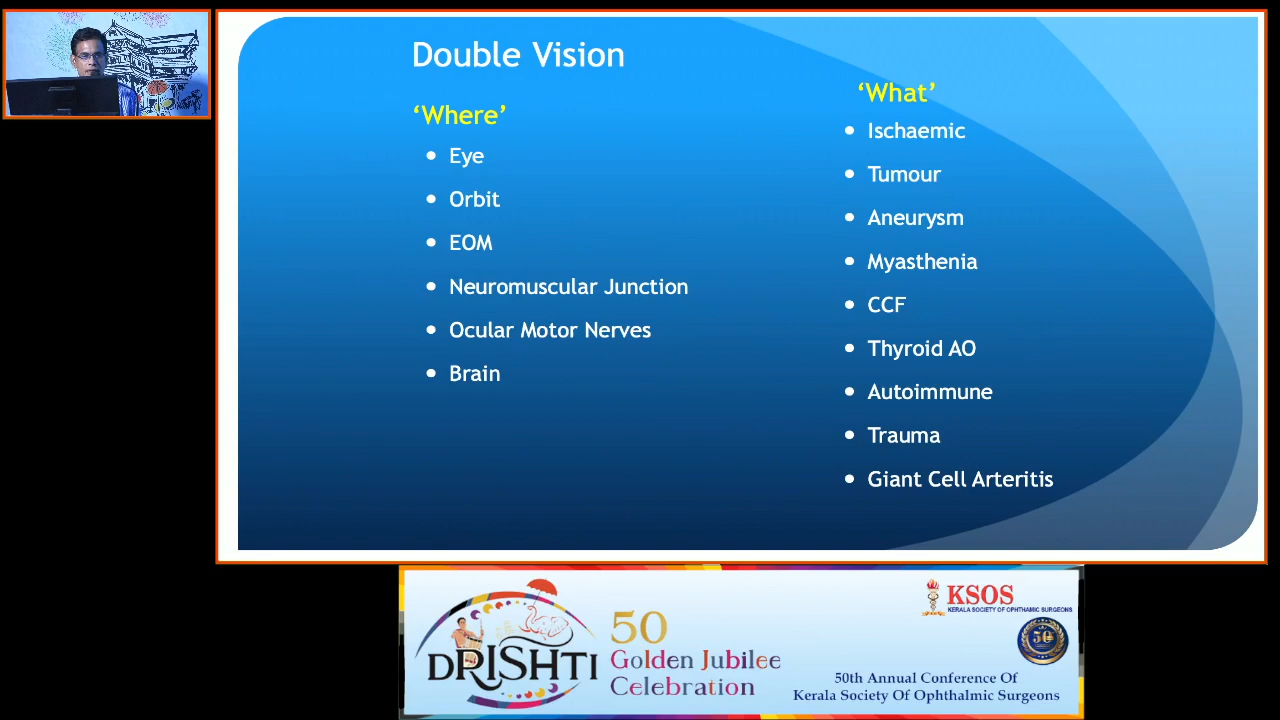 Double Vision
‘Where’
Eye
Orbit
EOM
Neuromuscular Junction
Ocular Motor Nerves
Brain
‘What’
Ischaemic
Tumour
Aneurysm
Myasthenia
CCF
Thyroid AO
Autoimmune
Trauma
Giant Cell Arteritis
DRISHTI
50
Golden Jubilee
Celebration
KSOS
KERALA SOCIETY OF OPHTHAMIC SURGEONS
50
50th Annual Conference Of
Kerala Society Of Ophthalmic Surgeons